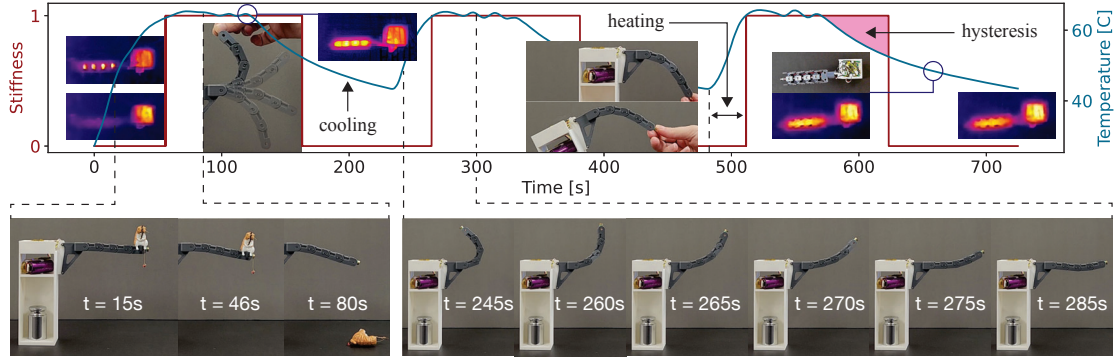 1
0
Stiffness
heating
hysteresis
cooling
60
40
Temperature [C]
0
100
200
300
400
500
600
700
Time [s]
t = 15s
t = 46s
t = 80s
t = 245s
t = 260s
t = 265s
t = 270s
t = 275s
t = 285s